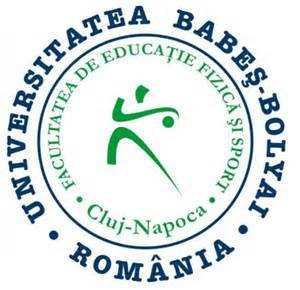 UNIVERSITATEA BABEŞ-BOLYAI
• ROMÂNIA •
FACULTATEA DE EDUCAŢIE FIZICĂ ŞI SPORT
• Cluj-Napoca •